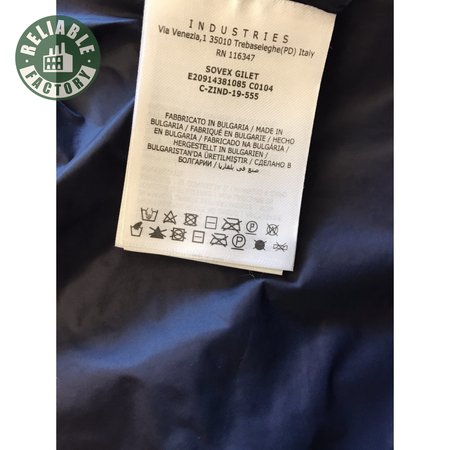 RELIABLE
FACTORY
INDUSTRIES
Via Venezia,1 35010 Trebaseleghe(PD) Italy
RN 116347
SOVEX GILET
E20914381085 C0104
C-ZIND-19-555
FABBRICATO IN BULGARIA / MADE IN
BULGARIA / FABRIQUÉ EN BULGARIE / HECHO
EN BULGARIA / FABRICADO NA BULGÁRIA /
HERGESTELLT IN BULGARIEN /
BULGARISTAN'DA ÜRETILMIŞTIR / СДЕЛАНО В
БОЛГАРИИ / صنع في بلغاريا